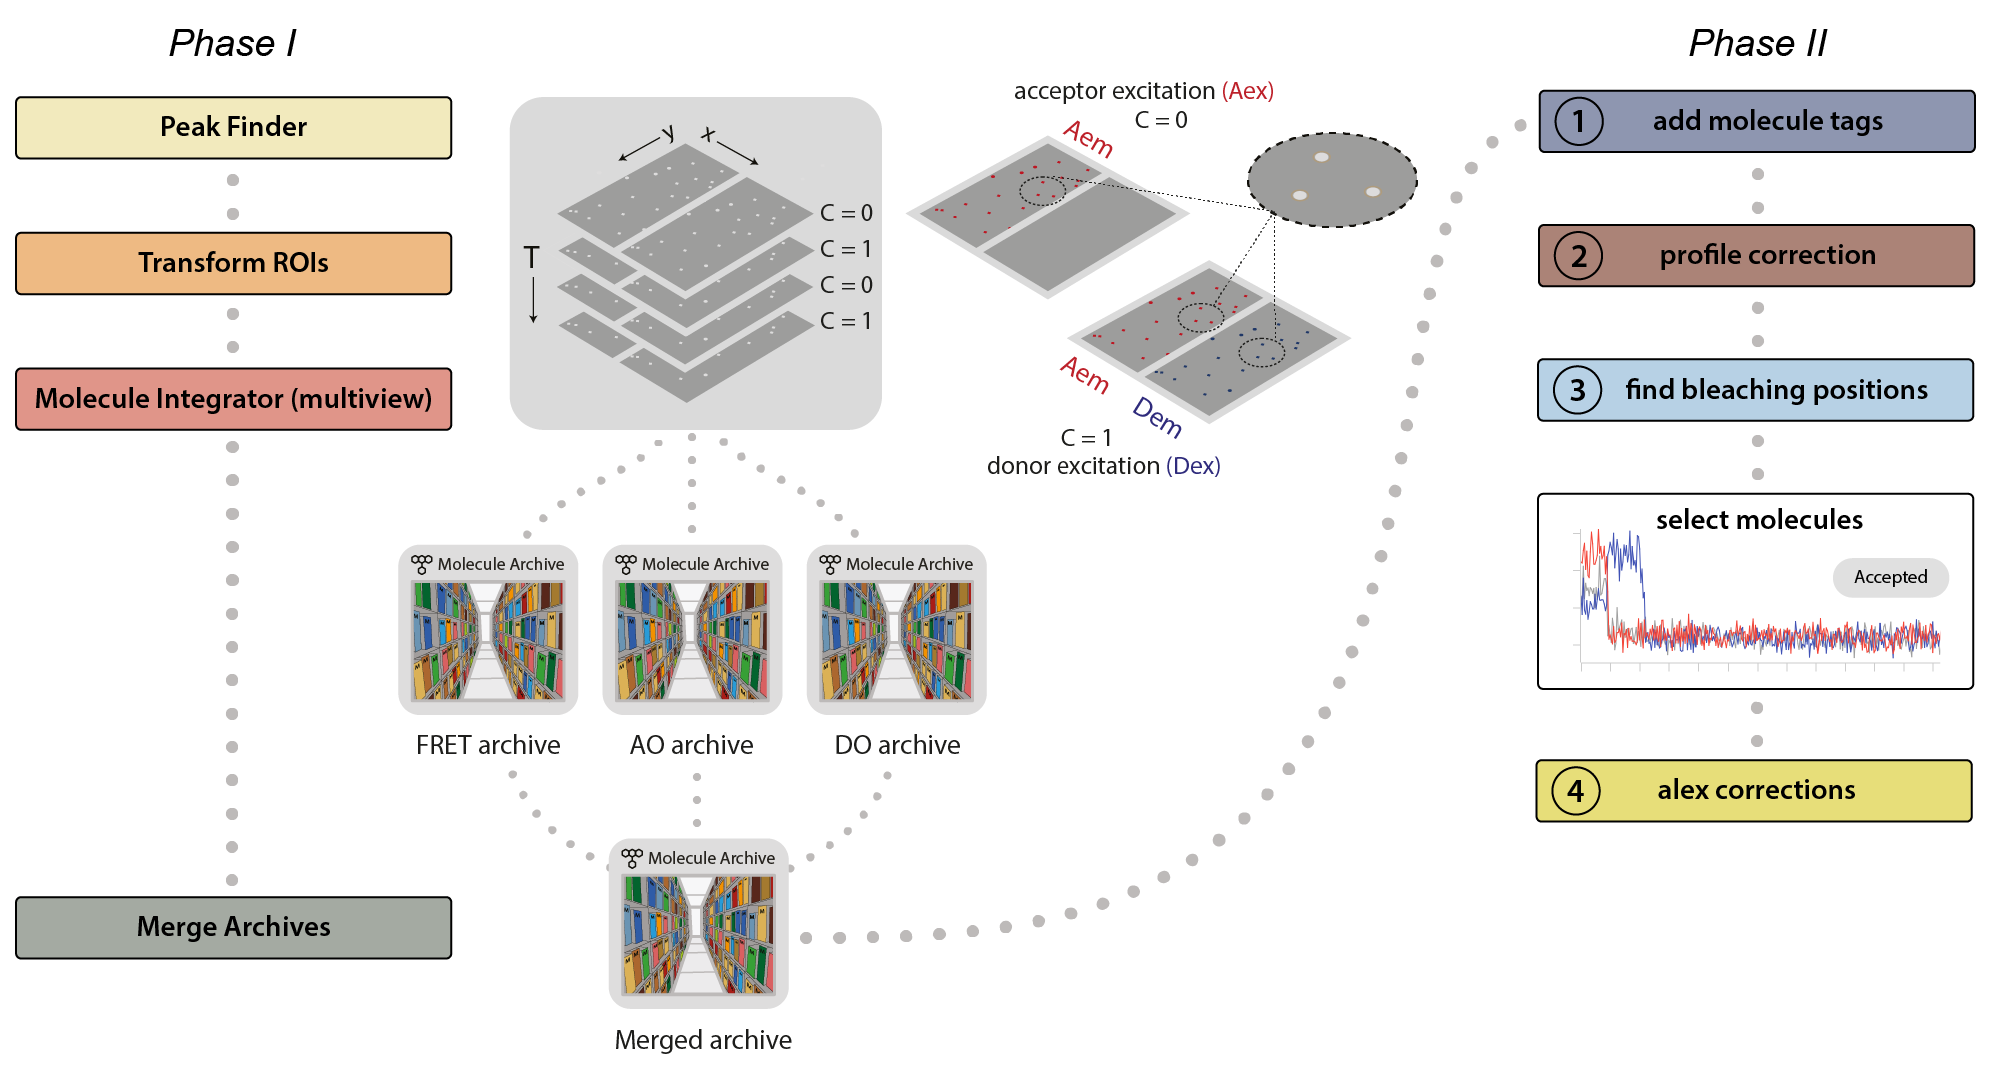 Phase I
Peak Finder
Transform ROIs
Molecule Integrator (multiview)
Merge Archives
y
x
T
C = 0
C = 1
C = 0
C = 1
acceptor excitation (Aex)
C = 0
Aem
Aem
Dem
C = 1
donor excitation (Dex)
Molecule Archive
FRET archive
Molecule Archive
AO archive
Molecule Archive
DO archive
Molecule Archive
Merged archive
Phase II
1 add molecule tags
2 profile correction
3 find bleaching positions
select molecules
Accepted
4 alex corrections